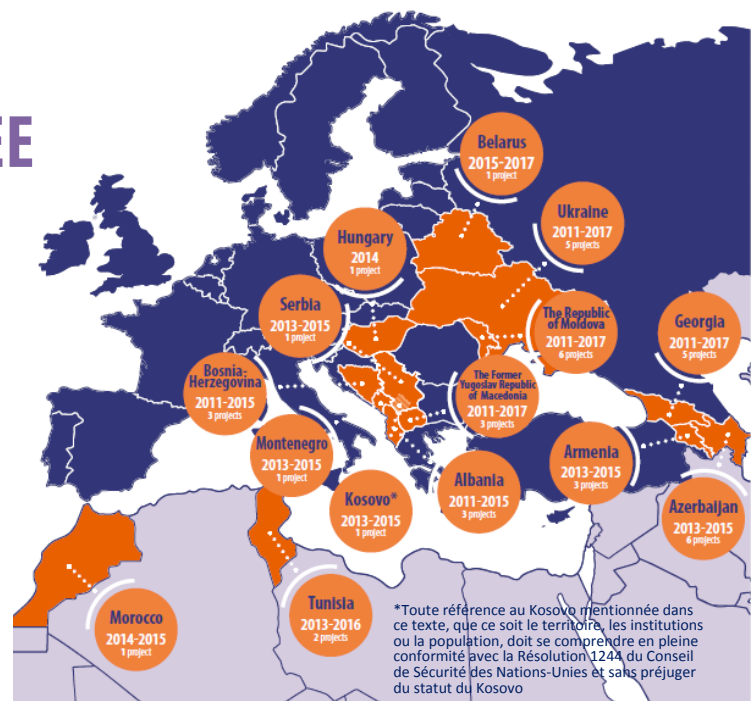 EE
Belarus
2015-2017
1 project
Ukraine
2011-2017
5 projects
Hungary
2014
1 project
Serbia
2013-2015
1 project
The Republic
of Moldova
2011-2017
6 projects
Georgia
2011-2017
5 projects
Bosnia-
Herzegovina
2011-2015
3 projects
The Former
Yugoslav Republic
of Macedonia
2011-2017
3 projects
Montenegro
2013-2015
1 project
Armenia
2013-2015
3 projects
Kosovo*
2013-2015
1 project
Albania
2011-2015
3 projects
Azerbaijan
2013-2015
6 projects
Morocco
2014-2015
1 project
Tunisia
2013-2016
2 projects
*Toute référence au Kosovo mentionnée dans
ce texte, que ce soit le territoire, les institutions
ou la population, doit se comprendre en pleine
conformité avec la Résolution 1244 du Conseil
de Sécurité des Nations-Unies et sans préjuger
du statut du Kosovo